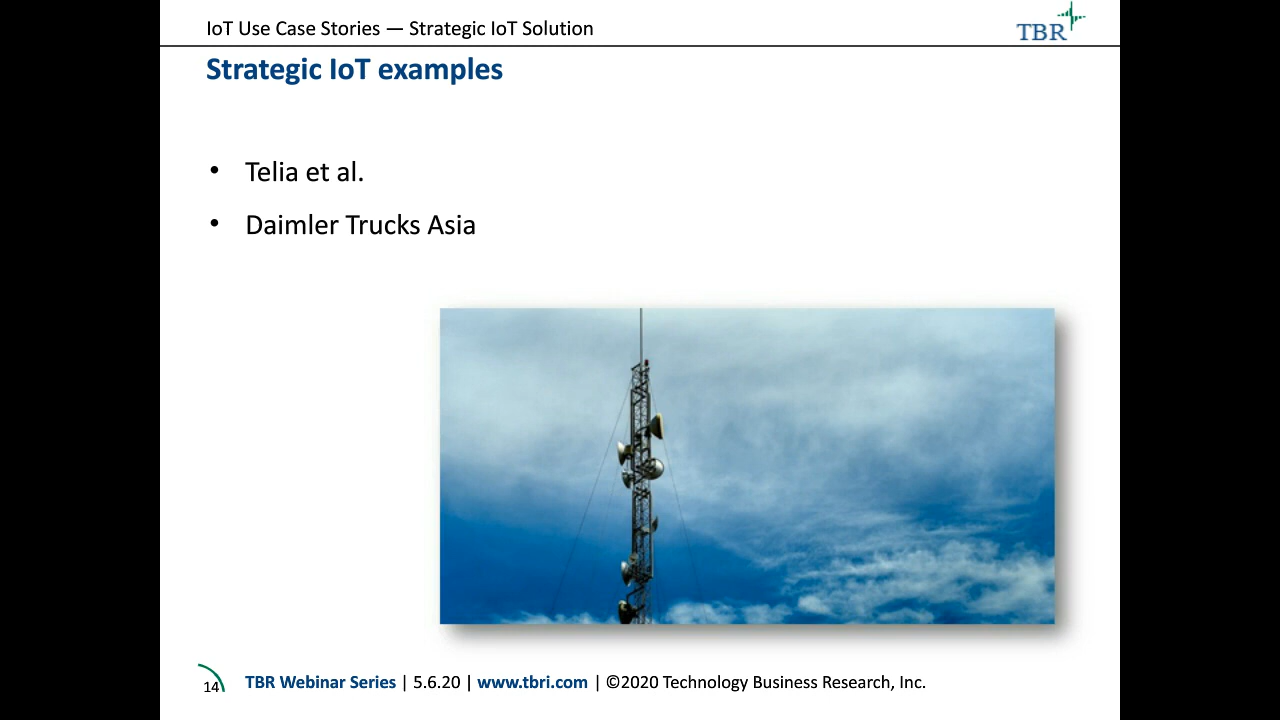 IoT Use Case Stories — Strategic IoT Solution
TBR
Strategic IoT examples
• Telia et al.
• Daimler Trucks Asia
14
TBR Webinar Series | 5.6.20 | www.tbri.com | ©2020 Technology Business Research, Inc.